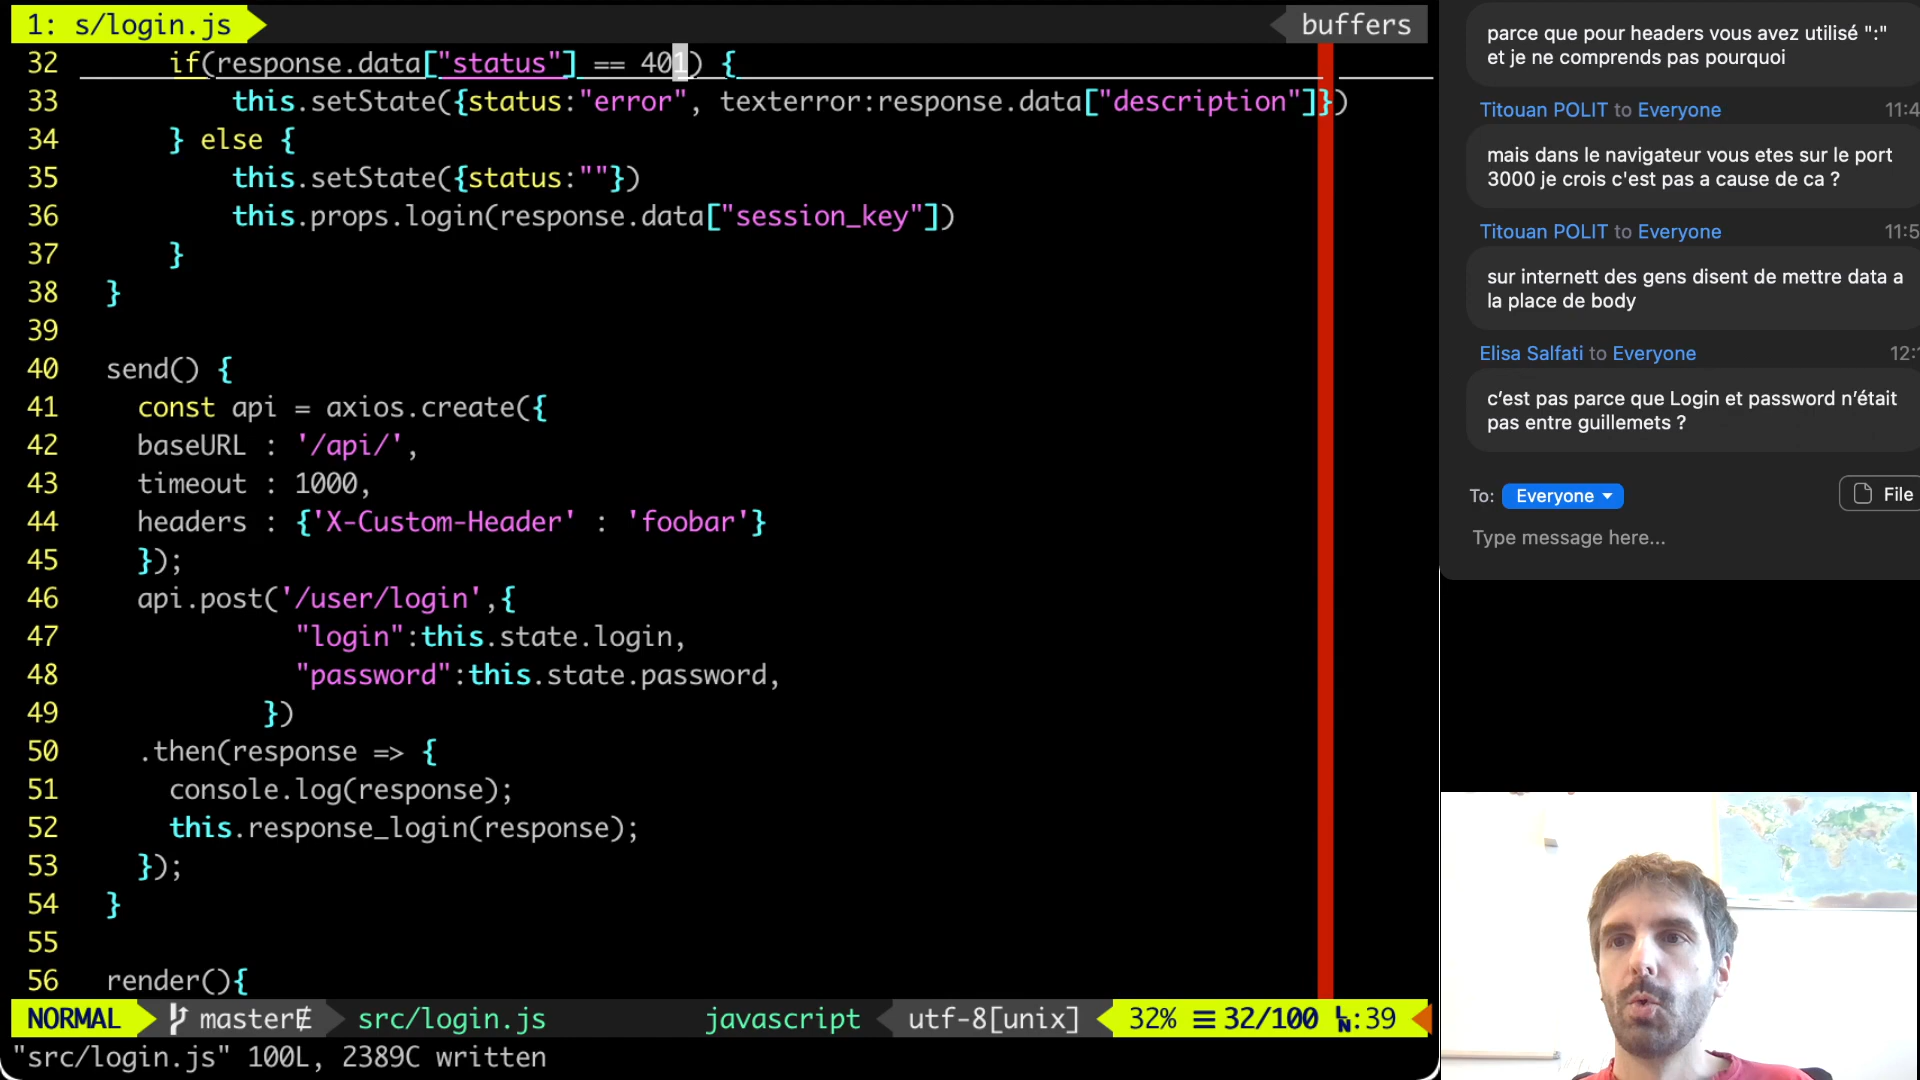 1: s/login.js
buffers
32 if(response.data["status"] == 401) {
33 this.setState({status:"error", texterror:response.data["description"]})
34 } else {
35 this.setState({status:""})
36 this.props.login(response.data["session_key"])
37 }
38 }
39
40 send() {
41 const api = axios.create({
42 baseURL : '/api/',
43 timeout : 1000,
44 headers : {'X-Custom-Header' : 'foobar'}
45 });
46 api.post('/user/login',{
47 "login":this.state.login,
48 "password":this.state.password,
49 })
50 .then(response => {
51 console.log(response);
52 this.response_login(response);
53 });
54 }
55
56 render(){
NORMAL master∉ src/login.js javascript utf-8[unix] 32% ☰ 32/100 LN:39
"src/login.js" 100L, 2389C written
parce que pour headers vous avez utilisé ":"
et je ne comprends pas pourquoi
Titouan POLIT to Everyone 11:4
mais dans le navigateur vous etes sur le port
3000 je crois c'est pas a cause de ca ?
Titouan POLIT to Everyone 11:5
sur internett des gens disent de mettre data a
la place de body
Elisa Salfati to Everyone 12:
c'est pas parce que Login et password n'était
pas entre guillemets ?
To: Everyone
File
Type message here...